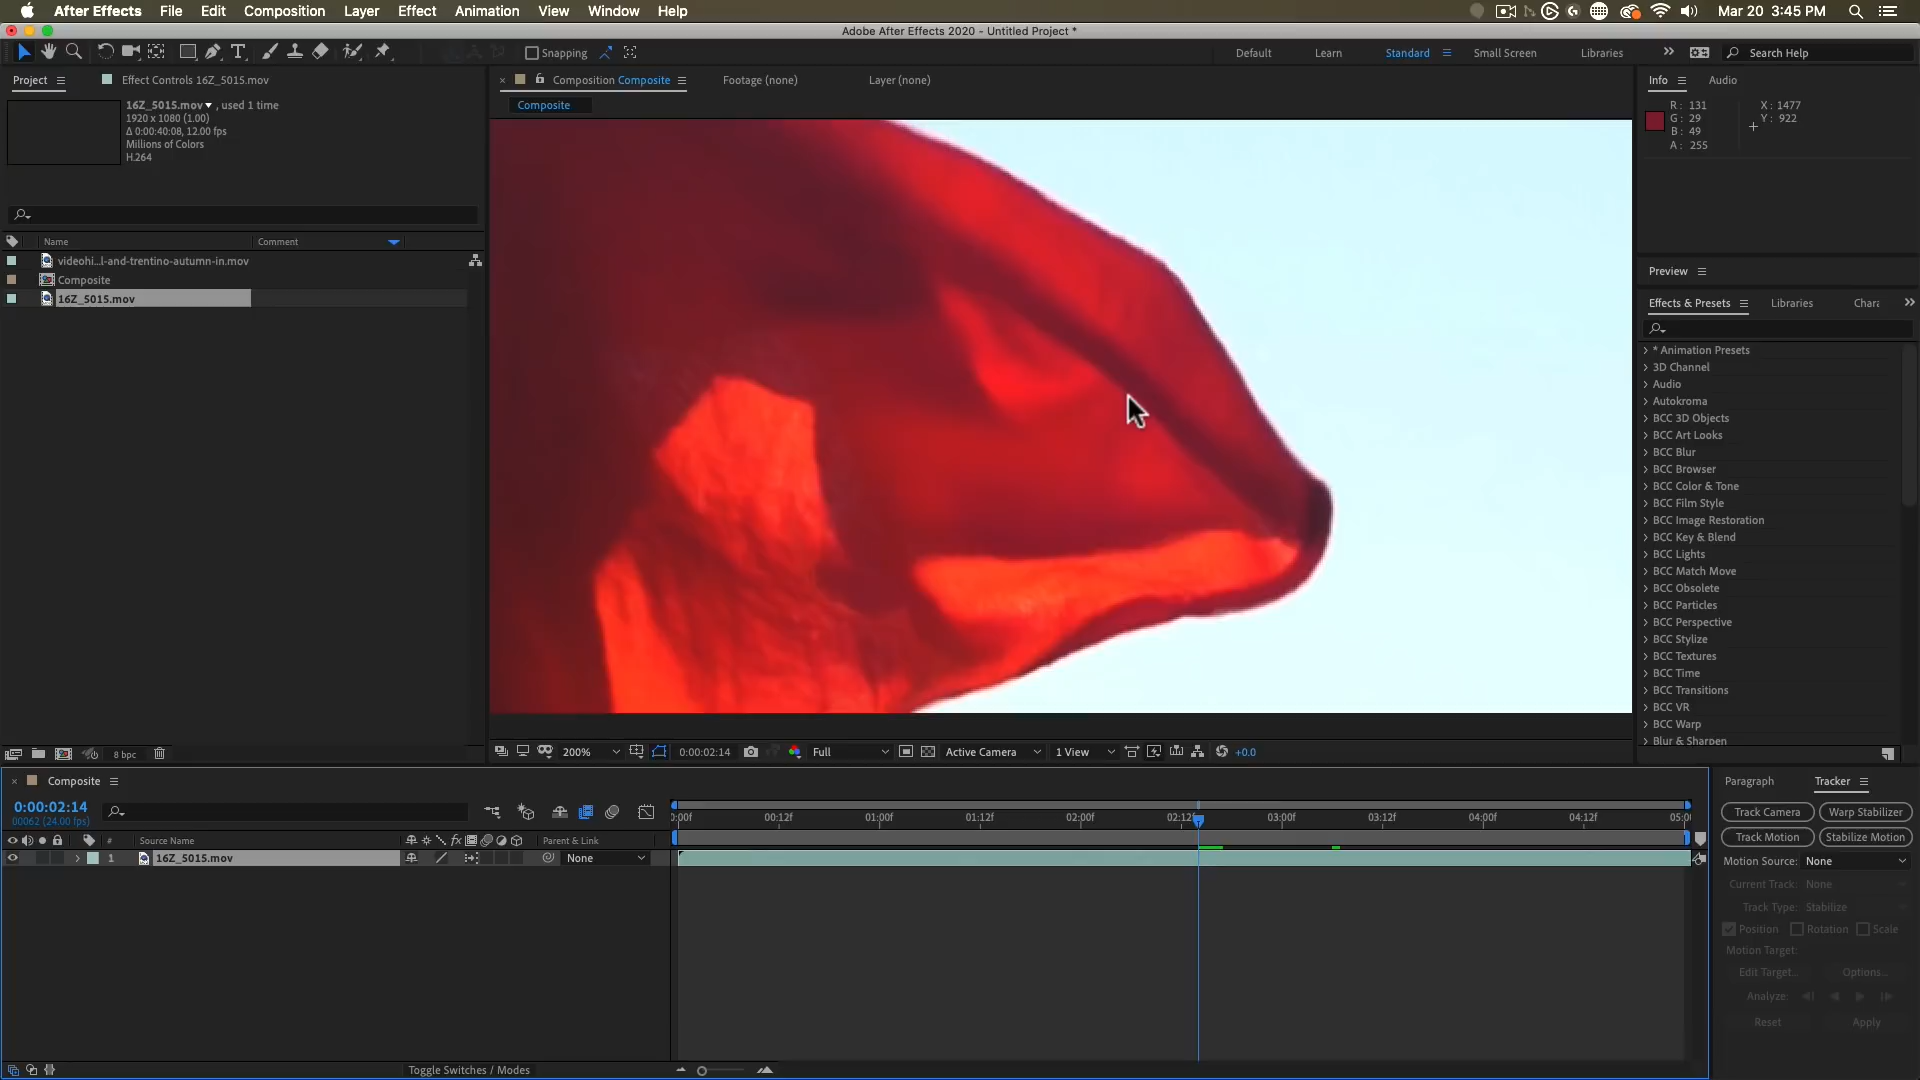 After Effects File Edit Composition Layer Effect Animation View Window Help Mar 20 3:45 PM
Adobe After Effects 2020 - Untitled Project *
Snapping Default Learn Standard Small Screen Libraries Search Help
Project Effect Controls 16Z_5015.mov
16Z_5015.mov , used 1 time
1920 x 1080 (1.00)
Δ 0:00:40:08, 12.00 fps
Millions of Colors
H.264
Name Comment
videohi...l-and-trentino-autumn-in.mov
Composite
16Z_5015.mov
8 bpc
Composition Composite Footage (none) Layer (none)
Composite
200% 0:00:02:14 Full Active Camera 1 View +0.0
Info Audio
R: 131 X: 1477
G: 29 Y: 922
B: 49
A: 255
Preview
Effects & Presets Libraries Chara
* Animation Presets
3D Channel
Audio
Autokroma
BCC 3D Objects
BCC Art Looks
BCC Blur
BCC Browser
BCC Color & Tone
BCC Film Style
BCC Image Restoration
BCC Key & Blend
BCC Lights
BCC Match Move
BCC Obsolete
BCC Particles
BCC Perspective
BCC Stylize
BCC Textures
BCC Time
BCC Transitions
BCC VR
BCC Warp
Blur & Sharpen
Composite
0:00:02:14
00062 (24.00 fps)
0:00f 00:12f 01:00f 01:12f 02:00f 02:12f 03:00f 03:12f 04:00f 04:12f 05:0
# Source Name fx Parent & Link
1 16Z_5015.mov None
Toggle Switches / Modes
Paragraph Tracker
Track Camera Warp Stabilizer
Track Motion Stabilize Motion
Motion Source: None
Current Track: None
Track Type: Stabilize
Position Rotation Scale
Motion Target:
Edit Target... Options...
Analyze:
Reset Apply